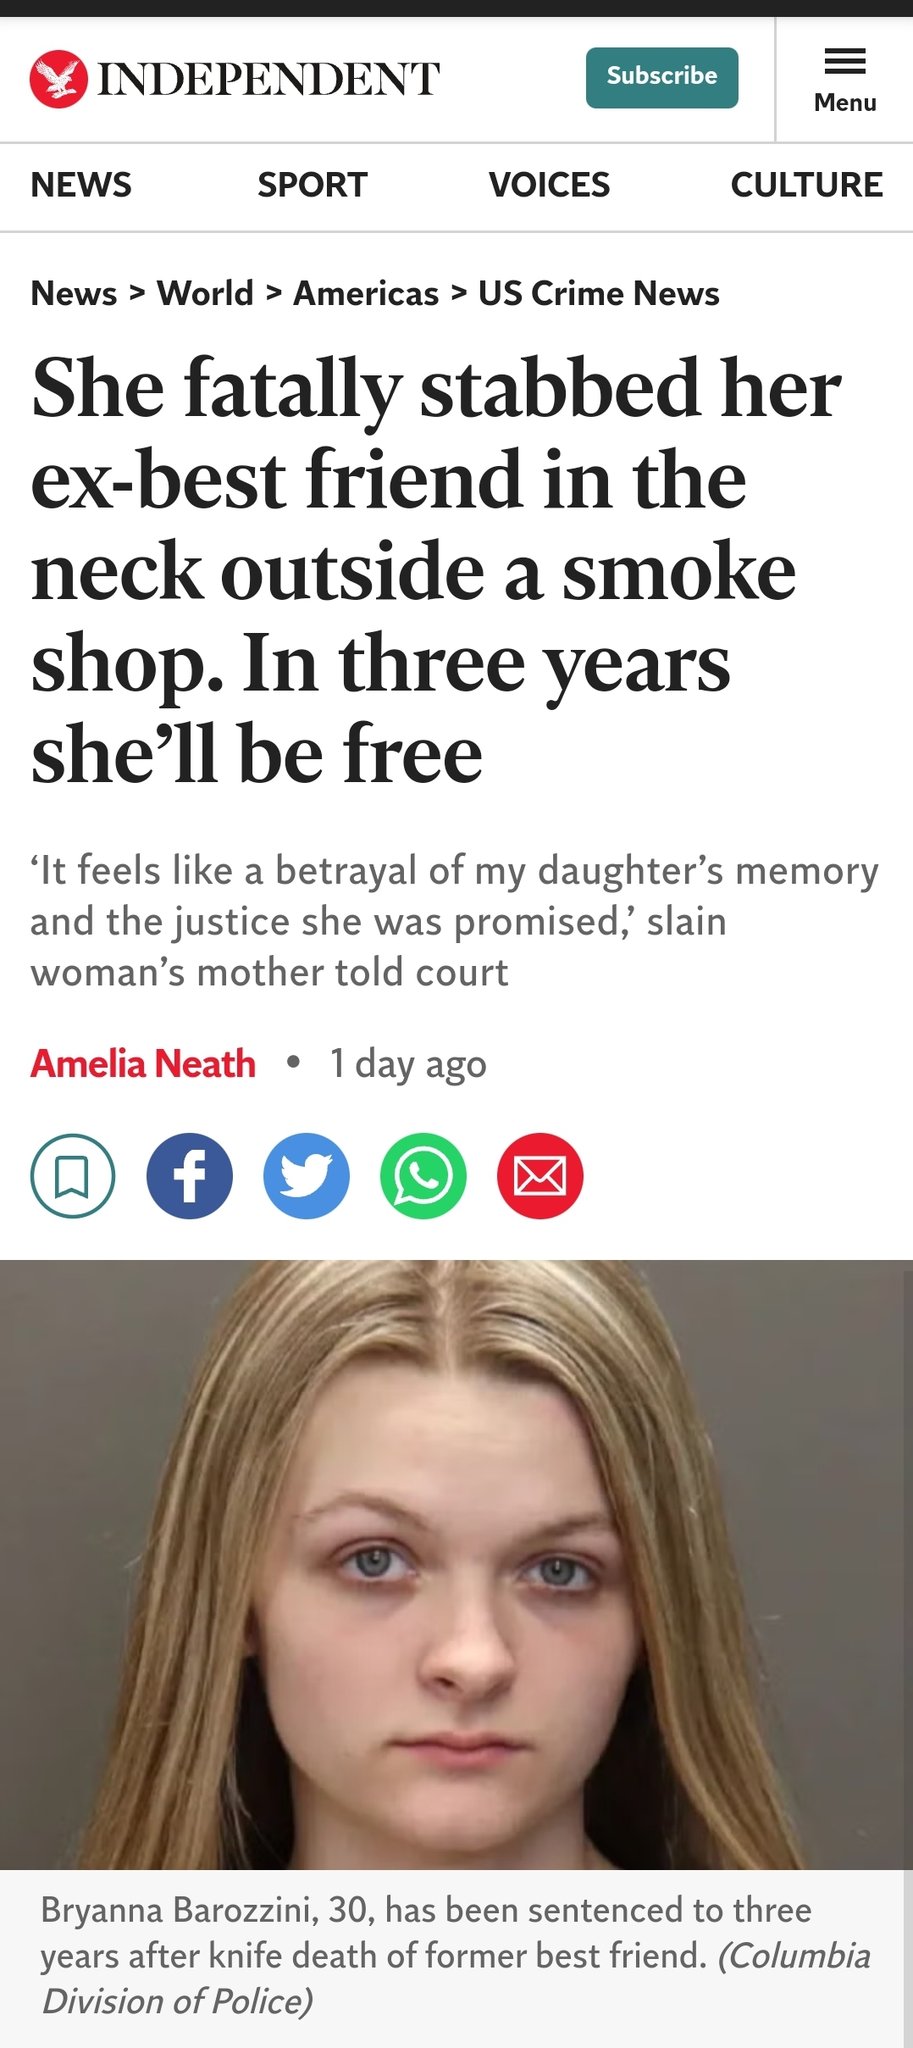 INDEPENDENT
Subscribe
Menu
NEWS SPORT VOICES CULTURE
News > World > Americas > US Crime News
She fatally stabbed her
ex-best friend in the
neck outside a smoke
shop. In three years
she’ll be free
‘It feels like a betrayal of my daughter’s memory
and the justice she was promised,’ slain
woman’s mother told court
Amelia Neath • 1 day ago
Bryanna Barozzini, 30, has been sentenced to three
years after knife death of former best friend. (Columbia
Division of Police)